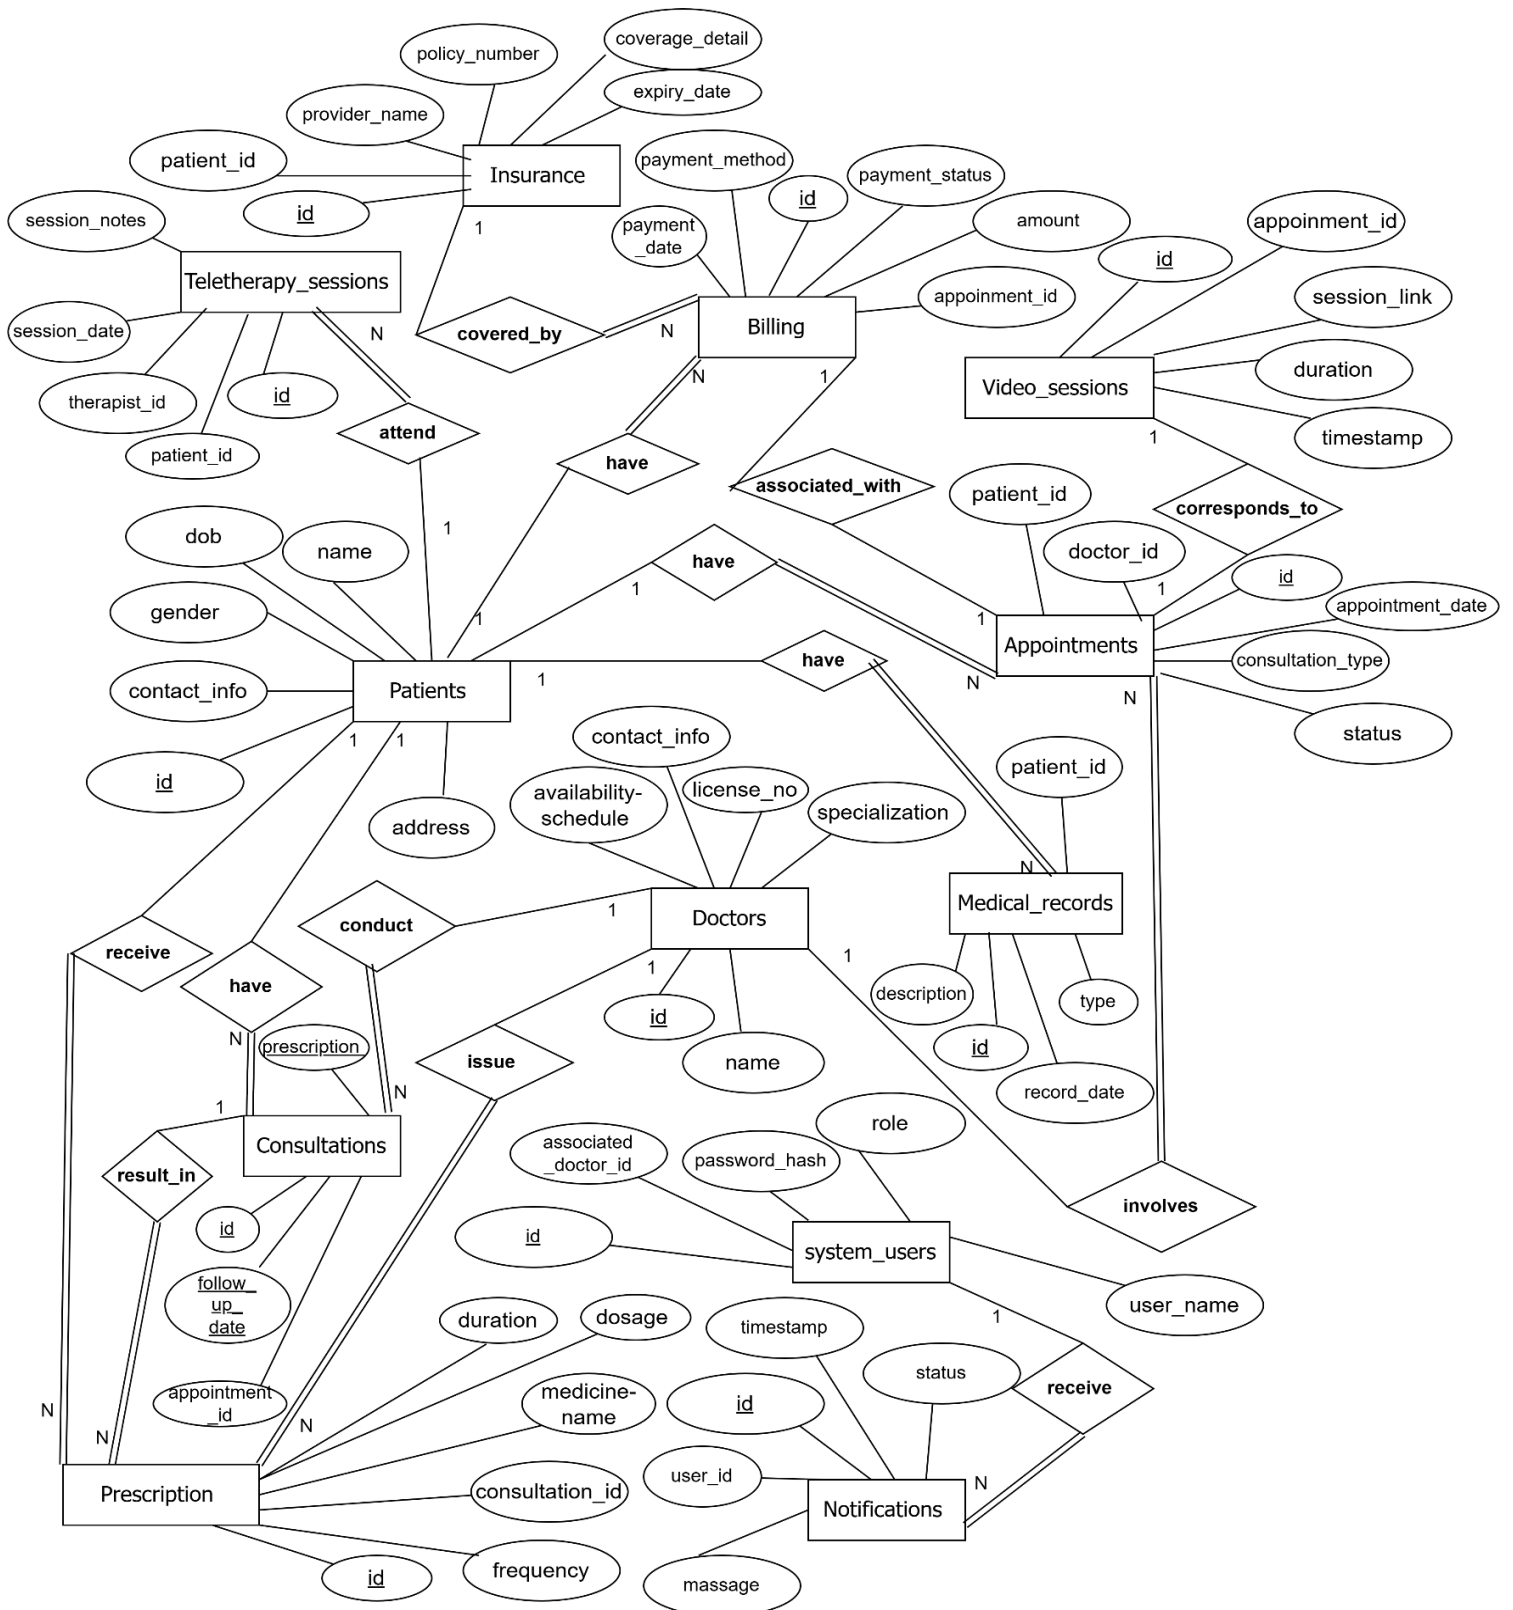 coverage_detail
policy_number
expiry_date
provider_name
payment_method
patient_id
Insurance
payment_status
id
id
session_notes
1
payment
_date
amount
appoinment_id
id
Teletherapy_sessions
appoinment_id
session_link
session_date
N
covered_by
N
Billing
duration
N
1
Video_sessions
therapist_id
id
attend
1
timestamp
patient_id
have
associated_with
patient_id
corresponds_to
1
dob
name
doctor_id
have
id
1
1
gender
1
1
appointment_date
Appointments
have
consultation_type
Patients
1
N
N
contact_info
1
1
contact_info
status
id
availability-
schedule
license_no
patient_id
specialization
address
N
Medical_records
conduct
1
Doctors
receive
1
1
have
description
type
id
N
prescription
id
issue
name
record_date
N
1
role
Consultations
associated
_doctor_id
password_hash
result_in
involves
id
id
system_users
follow_
up_
date
user_name
1
duration
dosage
timestamp
status
receive
appointment
_id
medicine-
name
id
N
N
N
user_id
N
Prescription
consultation_id
Notifications
frequency
id
massage